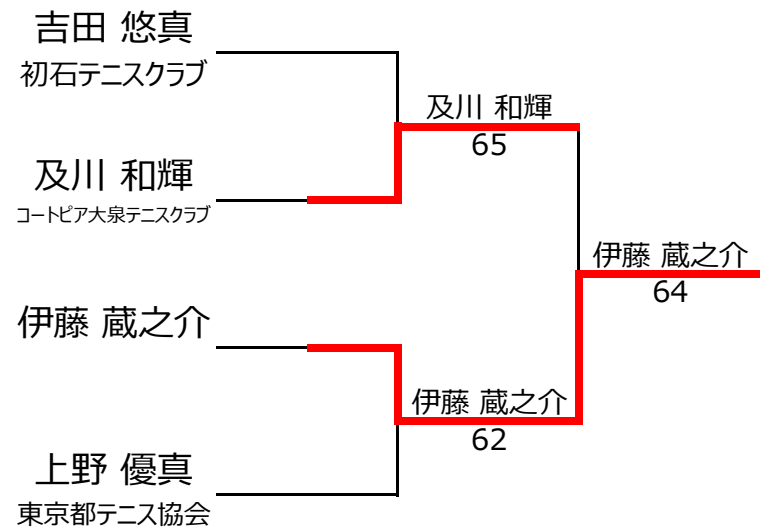 吉田 悠真
初石テニスクラブ
及川 和輝
65
及川 和輝
コートピア大泉テニスクラブ
伊藤 蔵之介
64
伊藤 蔵之介
伊藤 蔵之介
62
上野 優真
東京都テニス協会